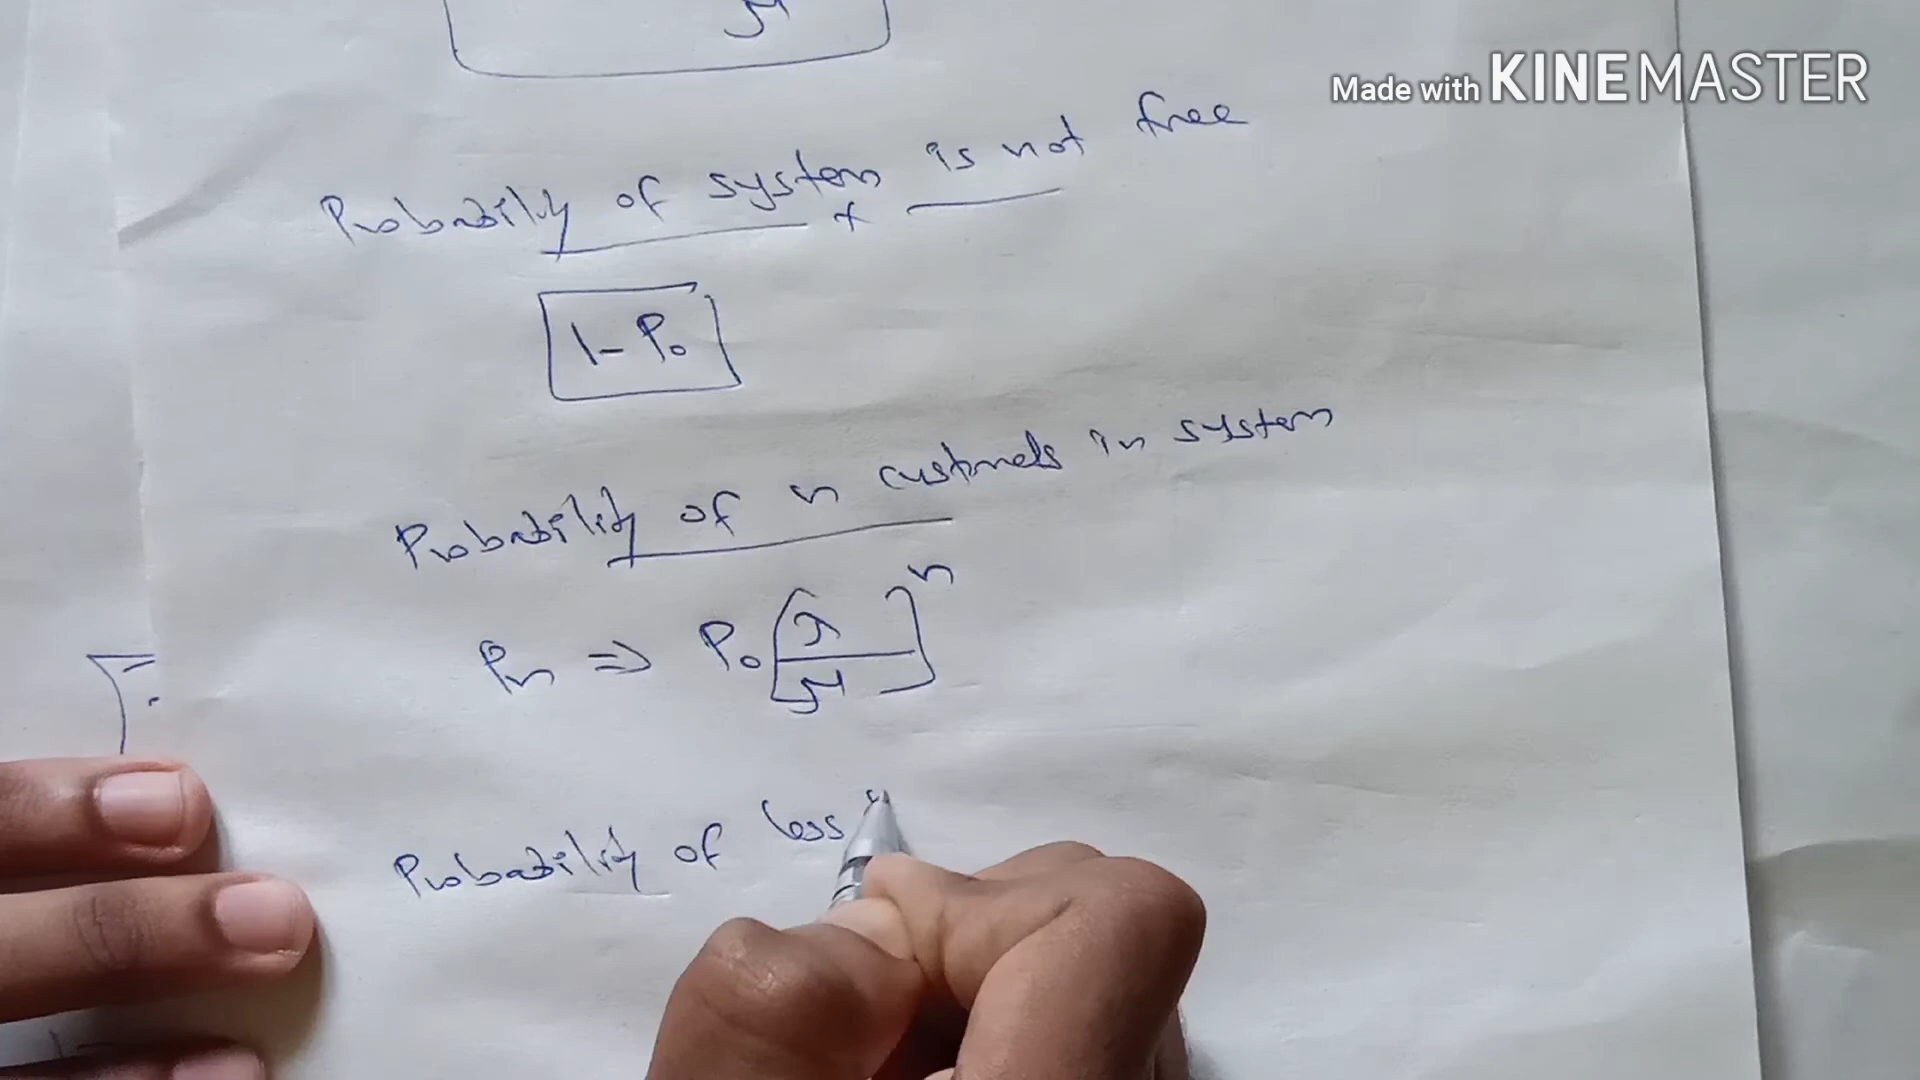 μ
Made with KINEMASTER
Probability of system is not free
1-P₀
Probability of n customers in system
Pn ⇒ P₀[λ/μ]ⁿ
Probability of less